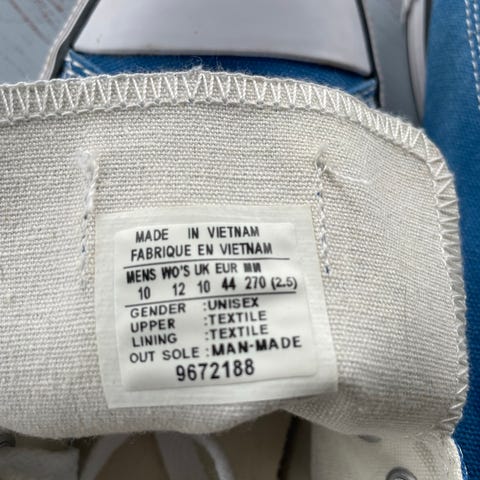 MADE IN VIETNAM
FABRIQUE EN VIETNAM
MENS WO'S UK EUR MM
10 12 10 44 270 (2.5)
GENDER :UNISEX
UPPER :TEXTILE
LINING :TEXTILE
OUT SOLE :MAN-MADE
9672188